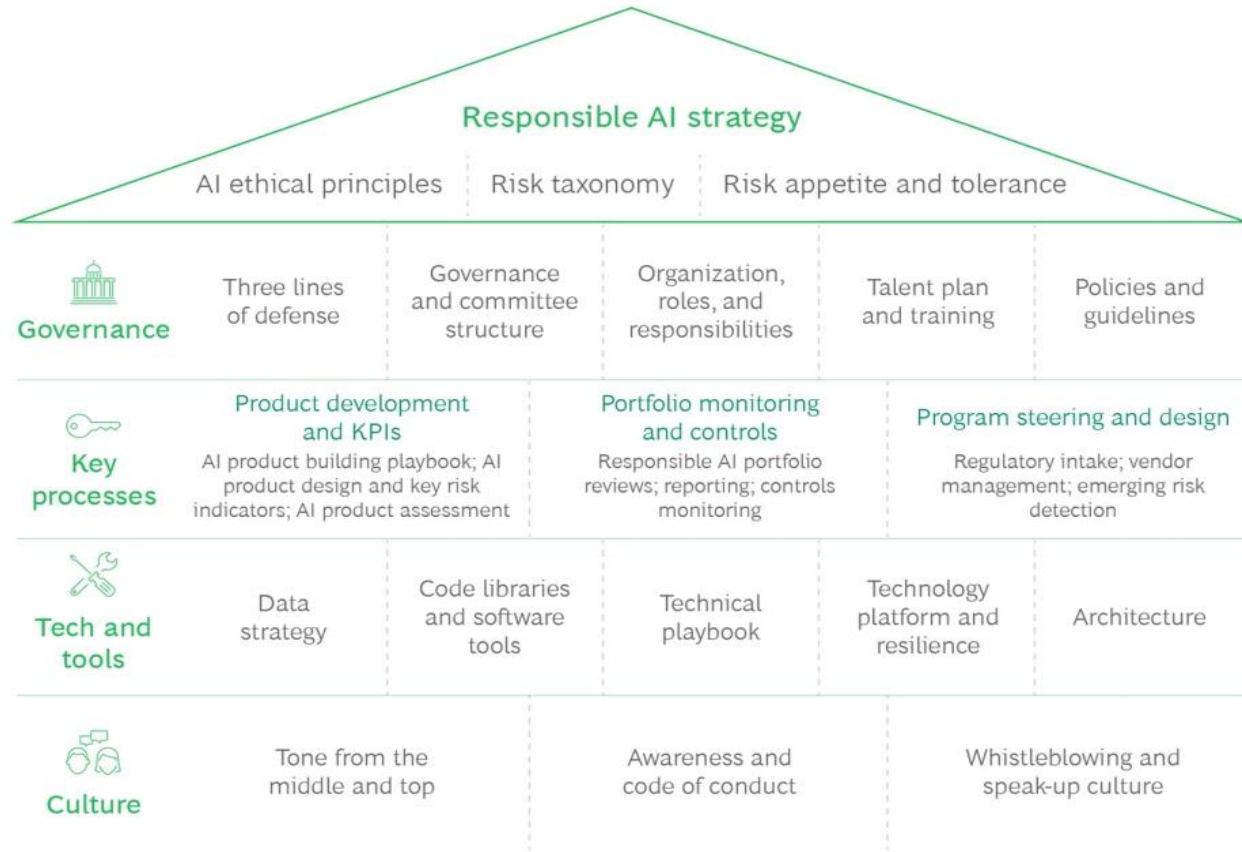 Responsible AI strategy
AI ethical principles
Risk taxonomy
Risk appetite and tolerance
Governance
Three lines
of defense
Governance
and committee
structure
Organization,
roles, and
responsibilities
Talent plan
and training
Policies and
guidelines
Key
processes
Product development
and KPIs
AI product building playbook; AI
product design and key risk
indicators; AI product assessment
Portfolio monitoring
and controls
Responsible AI portfolio
reviews; reporting; controls
monitoring
Program steering and design
Regulatory intake; vendor
management; emerging risk
detection
Tech and
tools
Data
strategy
Code libraries
and software
tools
Technical
playbook
Technology
platform and
resilience
Architecture
Culture
Tone from the
middle and top
Awareness and
code of conduct
Whistleblowing and
speak-up culture